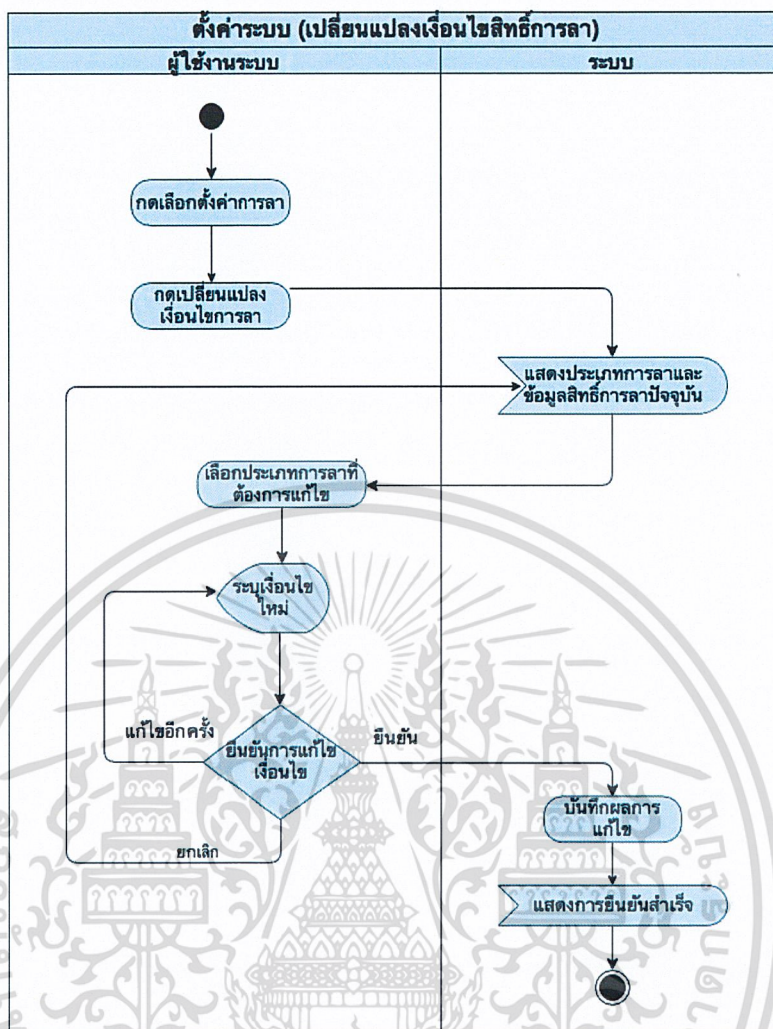 ตั้งค่าระบบ (เปลี่ยนแปลงเงื่อนไขสิทธิ์การลา)
ผู้ใช้งานระบบ
ระบบ
กดเลือกตั้งค่าการลา
กดเปลี่ยนแปลง
เงื่อนไขการลา
แสดงประเภทการลาและ
ข้อมูลสิทธิ์การลาปัจจุบัน
เลือกประเภทการลาที่
ต้องการแก้ไข
ระบุเงื่อนไข
ใหม่
แก้ไขอีกครั้ง
ยืนยันการแก้ไข
เงื่อนไข
ยืนยัน
ยกเลิก
บันทึกผลการ
แก้ไข
แสดงการยืนยันสำเร็จ